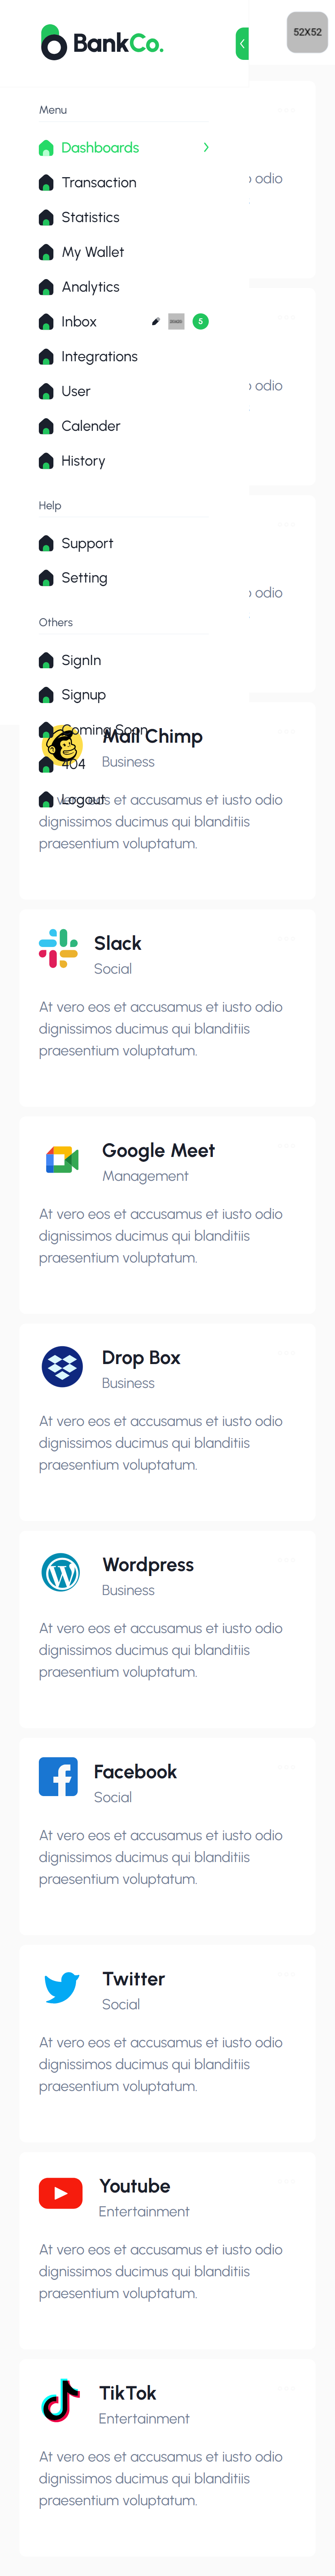 BankCo.
52X52
Menu
Dashboards
odio
Transaction
Statistics
My Wallet
Analytics
Inbox
5
Integrations
odio
User
Calender
History
Help
Support
Setting
odio
Others
SignIn
Signup
Coming Soon
Mail Chimp
Business
404
Logout
vero eos et accusamus et iusto odio
dignissimos ducimus qui blanditiis
praesentium voluptatum.
Slack
Social
At vero eos et accusamus et iusto odio
dignissimos ducimus qui blanditiis
praesentium voluptatum.
Google Meet
Management
At vero eos et accusamus et iusto odio
dignissimos ducimus qui blanditiis
praesentium voluptatum.
Drop Box
Business
At vero eos et accusamus et iusto odio
dignissimos ducimus qui blanditiis
praesentium voluptatum.
Wordpress
Business
At vero eos et accusamus et iusto odio
dignissimos ducimus qui blanditiis
praesentium voluptatum.
Facebook
Social
At vero eos et accusamus et iusto odio
dignissimos ducimus qui blanditiis
praesentium voluptatum.
Twitter
Social
At vero eos et accusamus et iusto odio
dignissimos ducimus qui blanditiis
praesentium voluptatum.
Youtube
Entertainment
At vero eos et accusamus et iusto odio
dignissimos ducimus qui blanditiis
praesentium voluptatum.
TikTok
Entertainment
At vero eos et accusamus et iusto odio
dignissimos ducimus qui blanditiis
praesentium voluptatum.